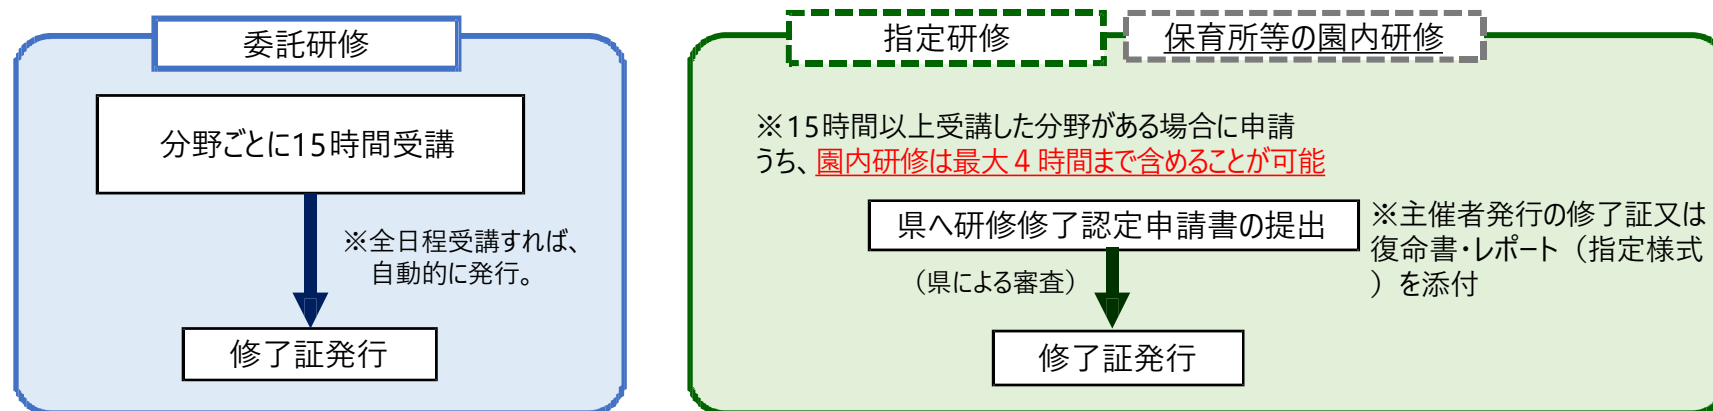 委託研修
分野ごとに15時間受講
※全日程受講すれば、
自動的に発行。
修了証発行
指定研修
保育所等の園内研修
※15時間以上受講した分野がある場合に申請
うち、園内研修は最大４時間まで含めることが可能
県へ研修修了認定申請書の提出
※主催者発行の修了証又は
復命書・レポート（指定様式
）を添付
（県による審査）
修了証発行